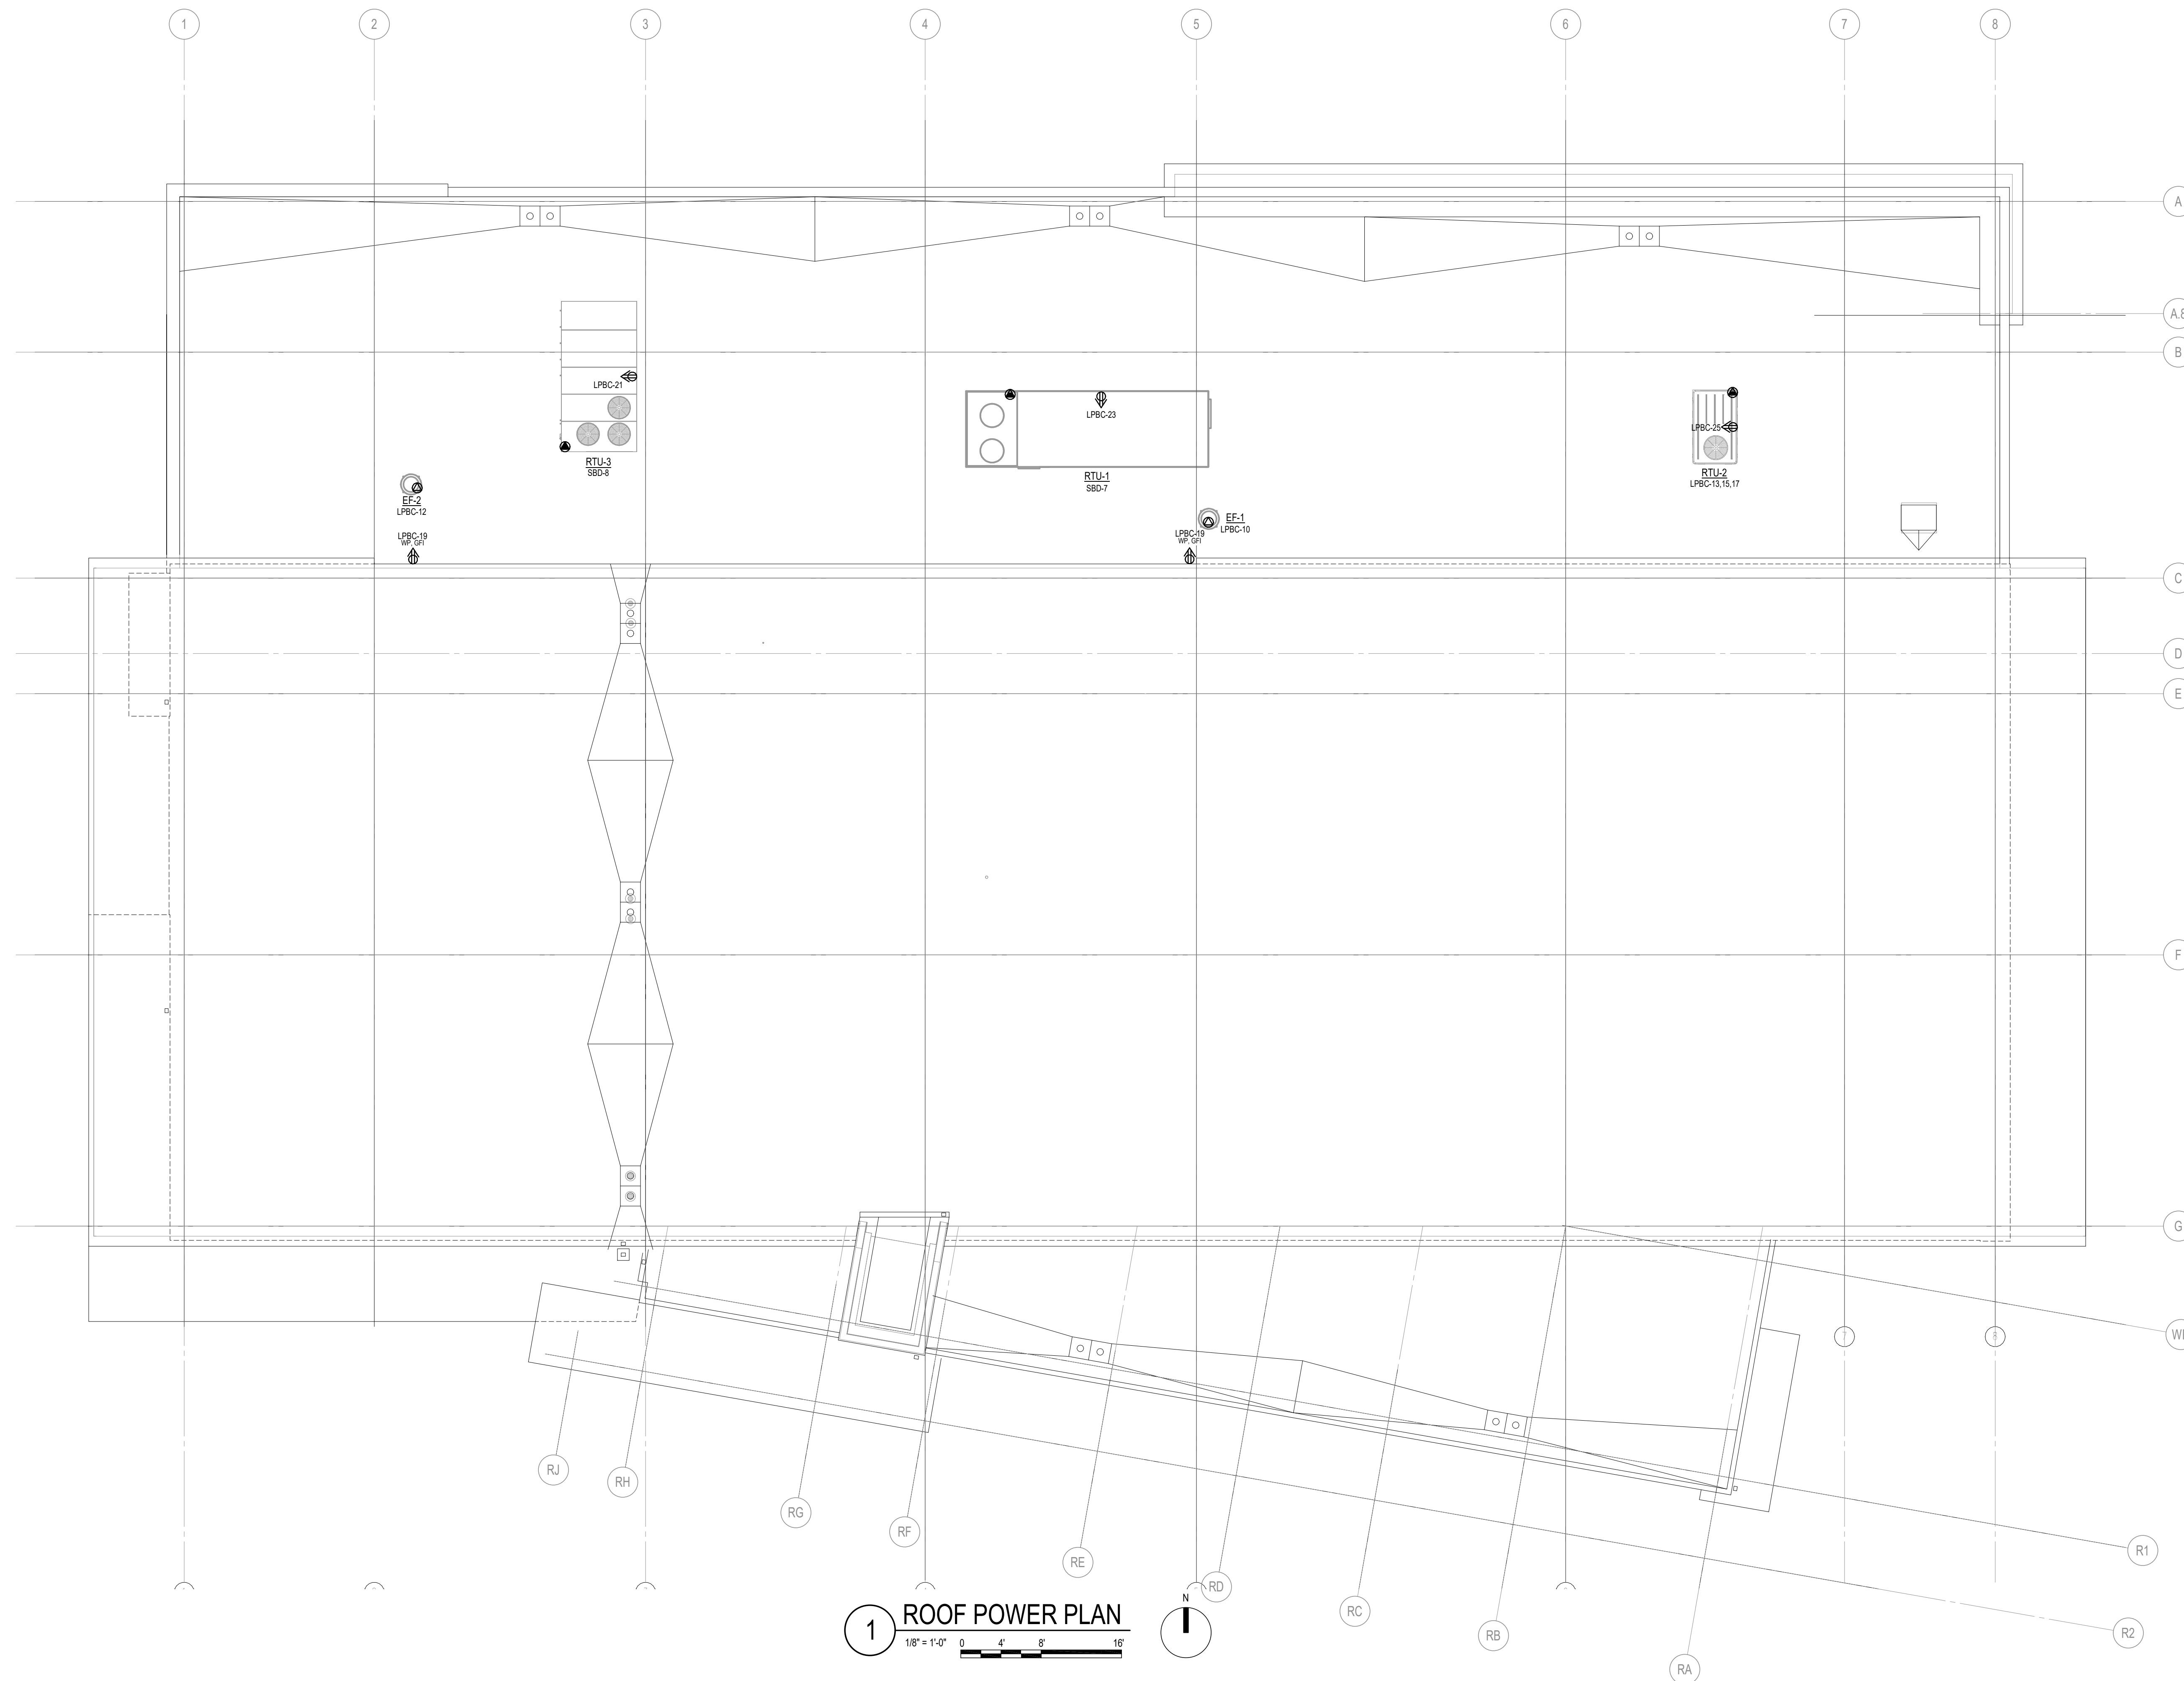 1
2
3
4
5
6
7
8
A
A.8
B
LPBC-21
LPBC-23
LPBC-25
RTU-3
SBD-8
RTU-1
SBD-7
RTU-2
LPBC-13,15,17
EF-2
LPBC-12
EF-1
LPBC-10
LPBC-19
WP, GFI
LPBC-19
WP, GFI
C
D
E
F
G
7
8
RJ
RH
RG
RF
RE
RD
RC
RB
RA
R1
R2
N
1
ROOF POWER PLAN
1/8" = 1'-0"
0
4'
8'
16'